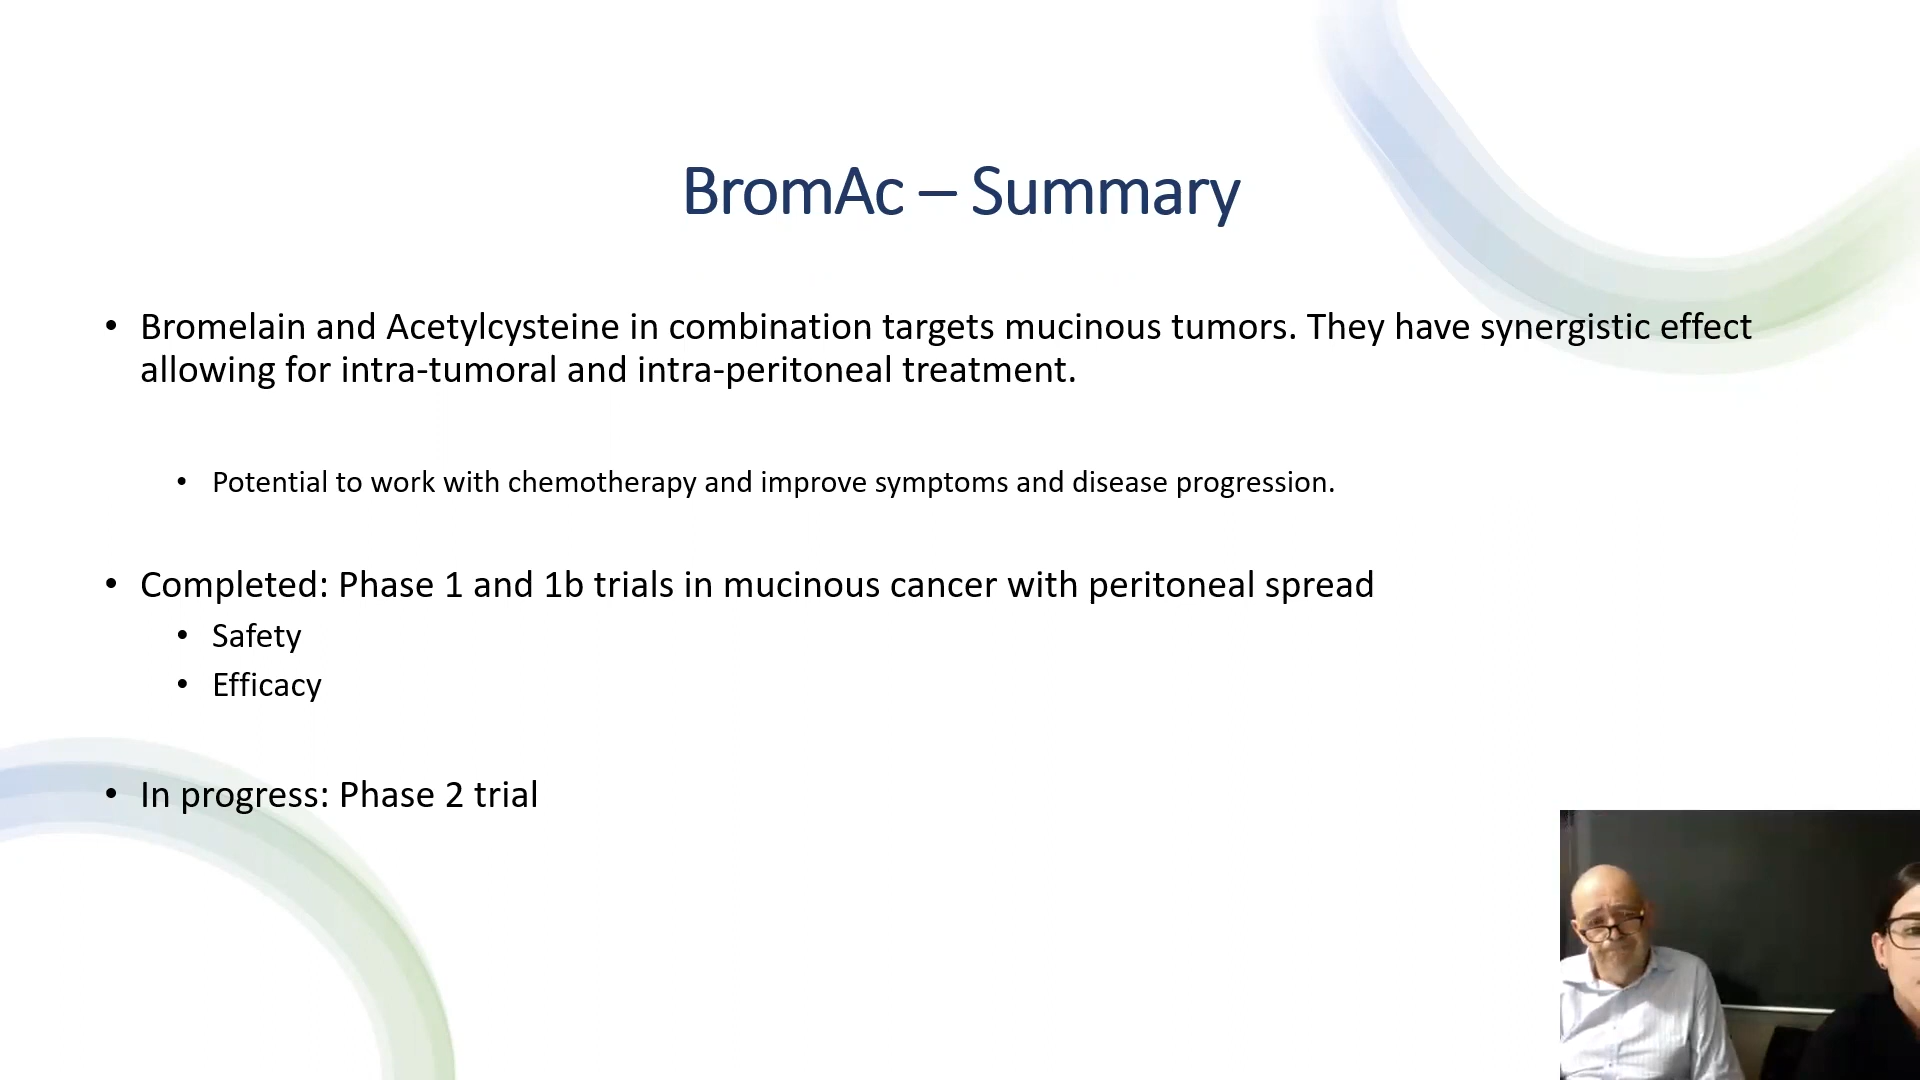 BromAc – Summary
• Bromelain and Acetylcysteine in combination targets mucinous tumors. They have synergistic effect
allowing for intra-tumoral and intra-peritoneal treatment.
• Potential to work with chemotherapy and improve symptoms and disease progression.
• Completed: Phase 1 and 1b trials in mucinous cancer with peritoneal spread
• Safety
• Efficacy
• In progress: Phase 2 trial